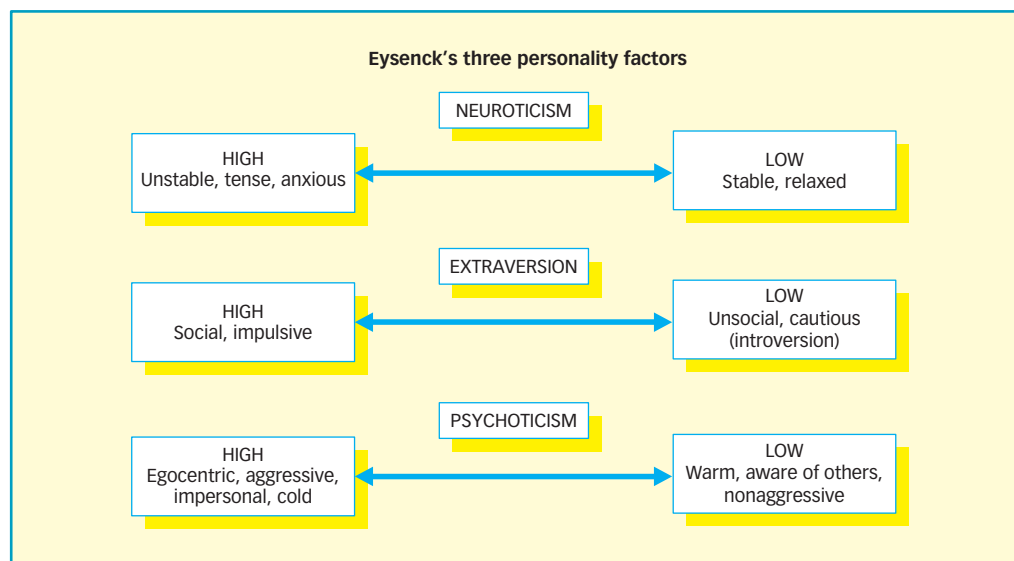 Eysenck's three personality factors
NEUROTICISM
HIGH
Unstable, tense, anxious
LOW
Stable, relaxed
EXTRAVERSION
HIGH
Social, impulsive
LOW
Unsocial, cautious
(introversion)
PSYCHOTICISM
HIGH
Egocentric, aggressive,
impersonal, cold
LOW
Warm, aware of others,
nonaggressive